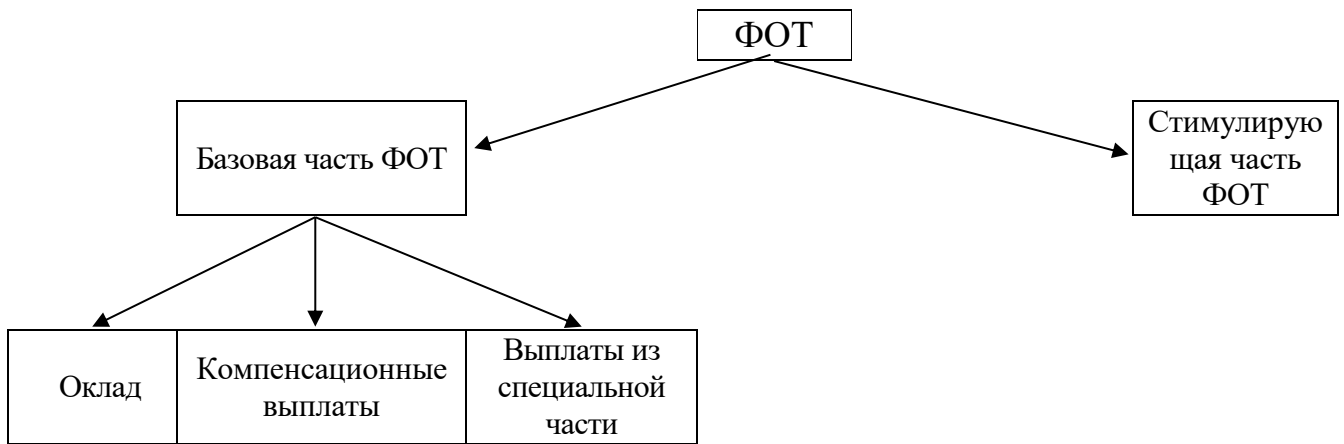 ФОТ
Базовая часть ФОТ
Стимулирую
щая часть
ФОТ
Оклад
Компенсационные
выплаты
Выплаты из
специальной
части